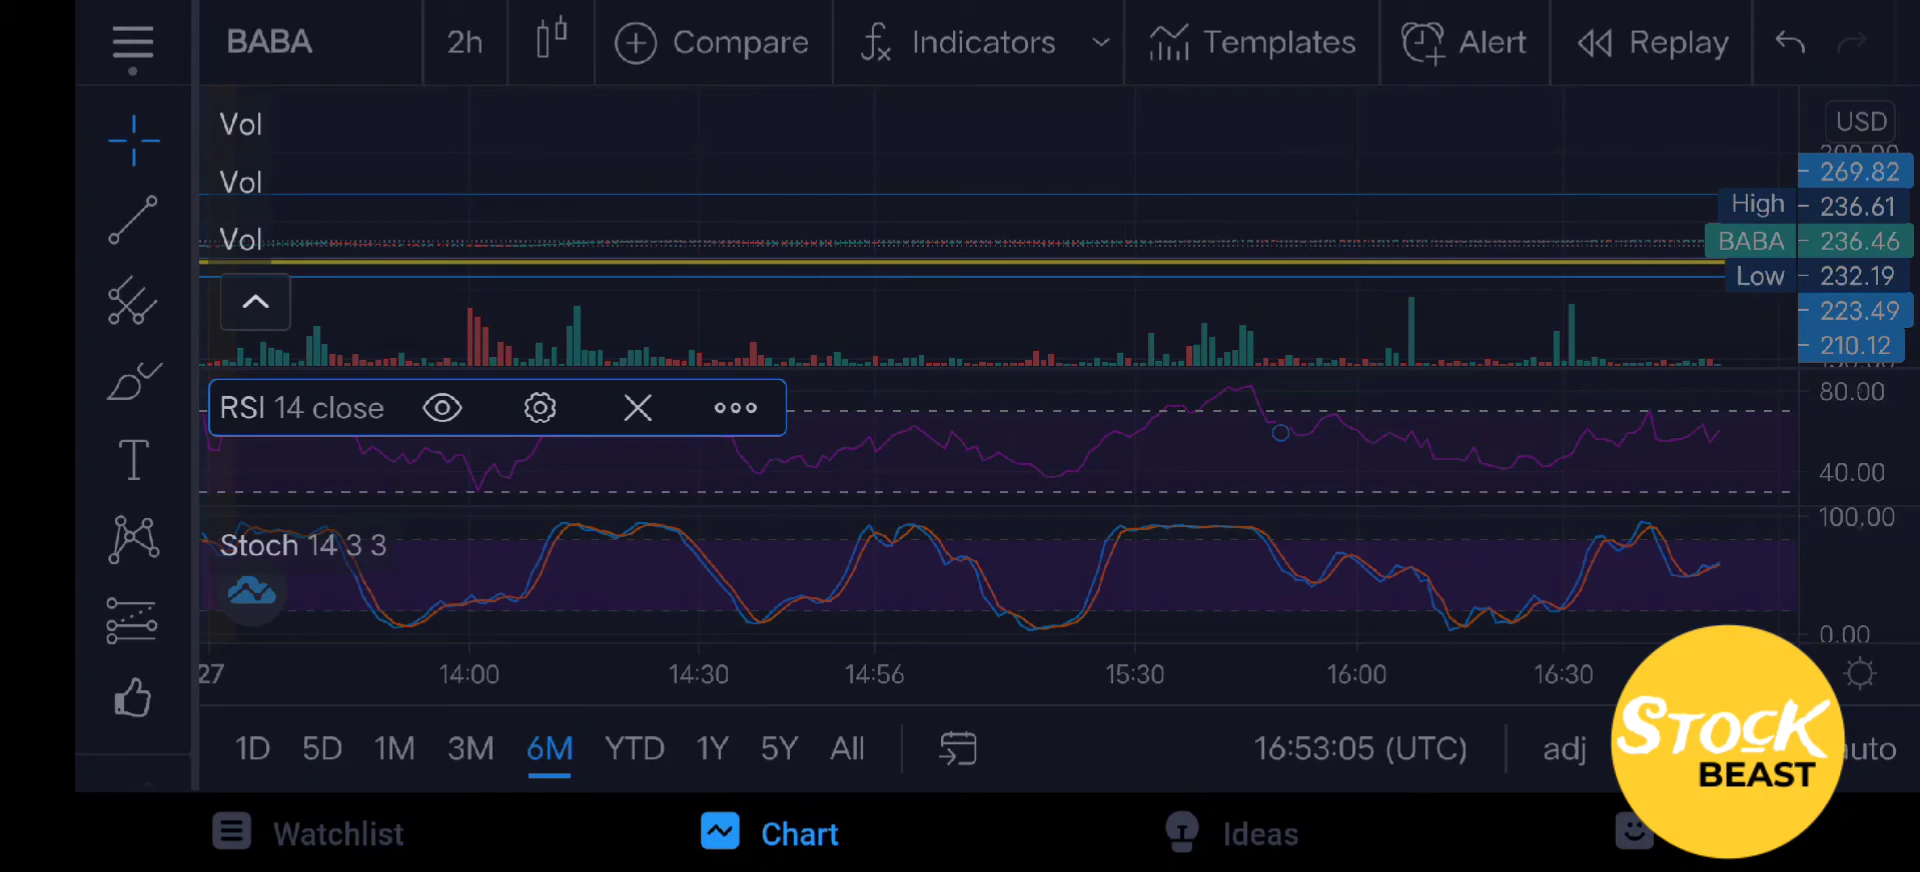 BABA 2h Compare Indicators Templates Alert Replay
Vol
USD
269.82
Vol
High 236.61
Vol
BABA 236.46
Low 232.19
223.49
210.12
RSI 14 close
80.00
40.00
100.00
Stoch 14 3 3
0.00
27 14:00 14:30 14:56 15:30 16:00 16:30
1D 5D 1M 3M 6M YTD 1Y 5Y All 16:53:05 (UTC) adj auto
STOCK
BEAST
Watchlist Chart Ideas